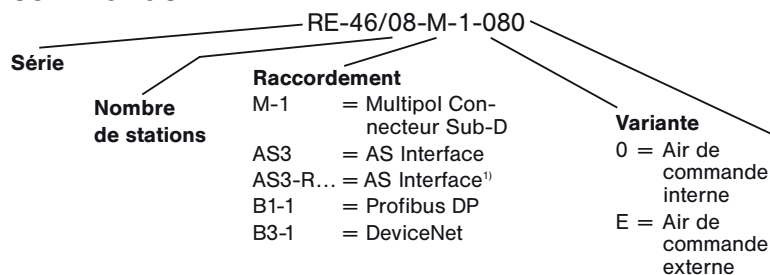 RE-46/08-M-1-080
Série
Nombre
de stations
Raccordement
M-1 = Multipol Con-
necteur Sub-D
AS3 = AS Interface
AS3-R… = AS Interface¹⁾
B1-1 = Profibus DP
B3-1 = DeviceNet
Variante
0 = Air de
commande
interne
E = Air de
commande
externe